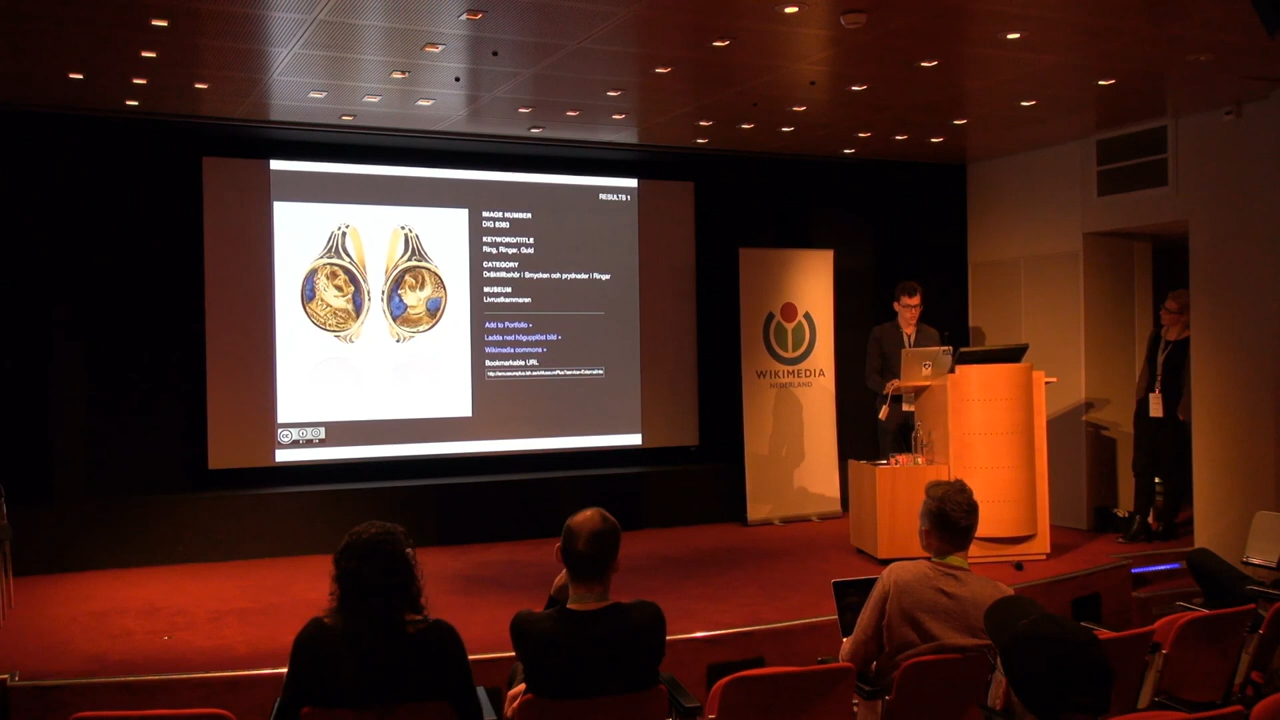 RESULTS 1
IMAGE NUMBER
DIG 8383
KEYWORD/TITLE
Ring, Ringar, Guld
CATEGORY
Dräkttillbehör | Smycken och prydnader | Ringar
MUSEUM
Livrustkammaren
Add to Portfolio »
Ladda ned högupplöst bild »
Wikimedia commons »
Bookmarkable URL
cc
WIKIMEDIA
NEDERLAND